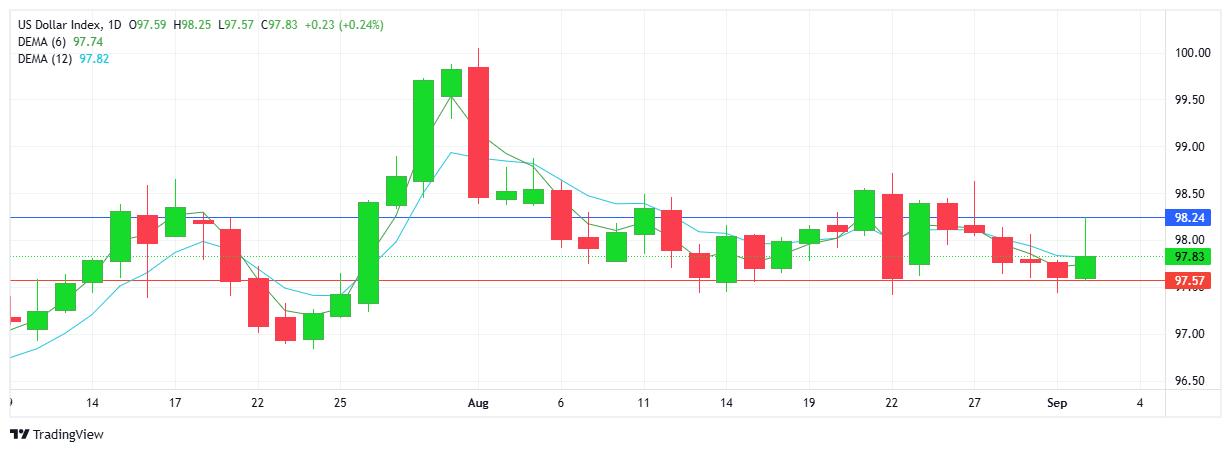 US Dollar Index, 1D O97.59 H98.25 L97.57 C97.83 +0.23 (+0.24%)
DEMA (6) 97.74
DEMA (12) 97.82
100.00
99.50
99.00
98.50
98.24
98.00
97.83
97.57
97.00
96.50
14 17 22 25 Aug 6 11 14 19 22 27 Sep 4
TradingView